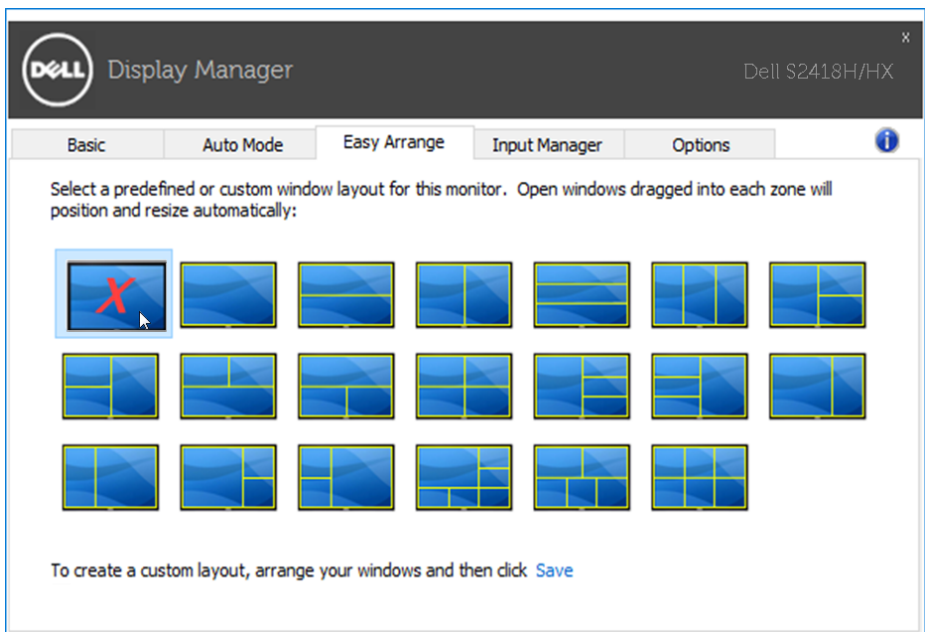 DELL Display Manager
x
Dell S2418H/HX
Basic Auto Mode Easy Arrange Input Manager Options i
Select a predefined or custom window layout for this monitor. Open windows dragged into each zone will
position and resize automatically:
X
To create a custom layout, arrange your windows and then click Save